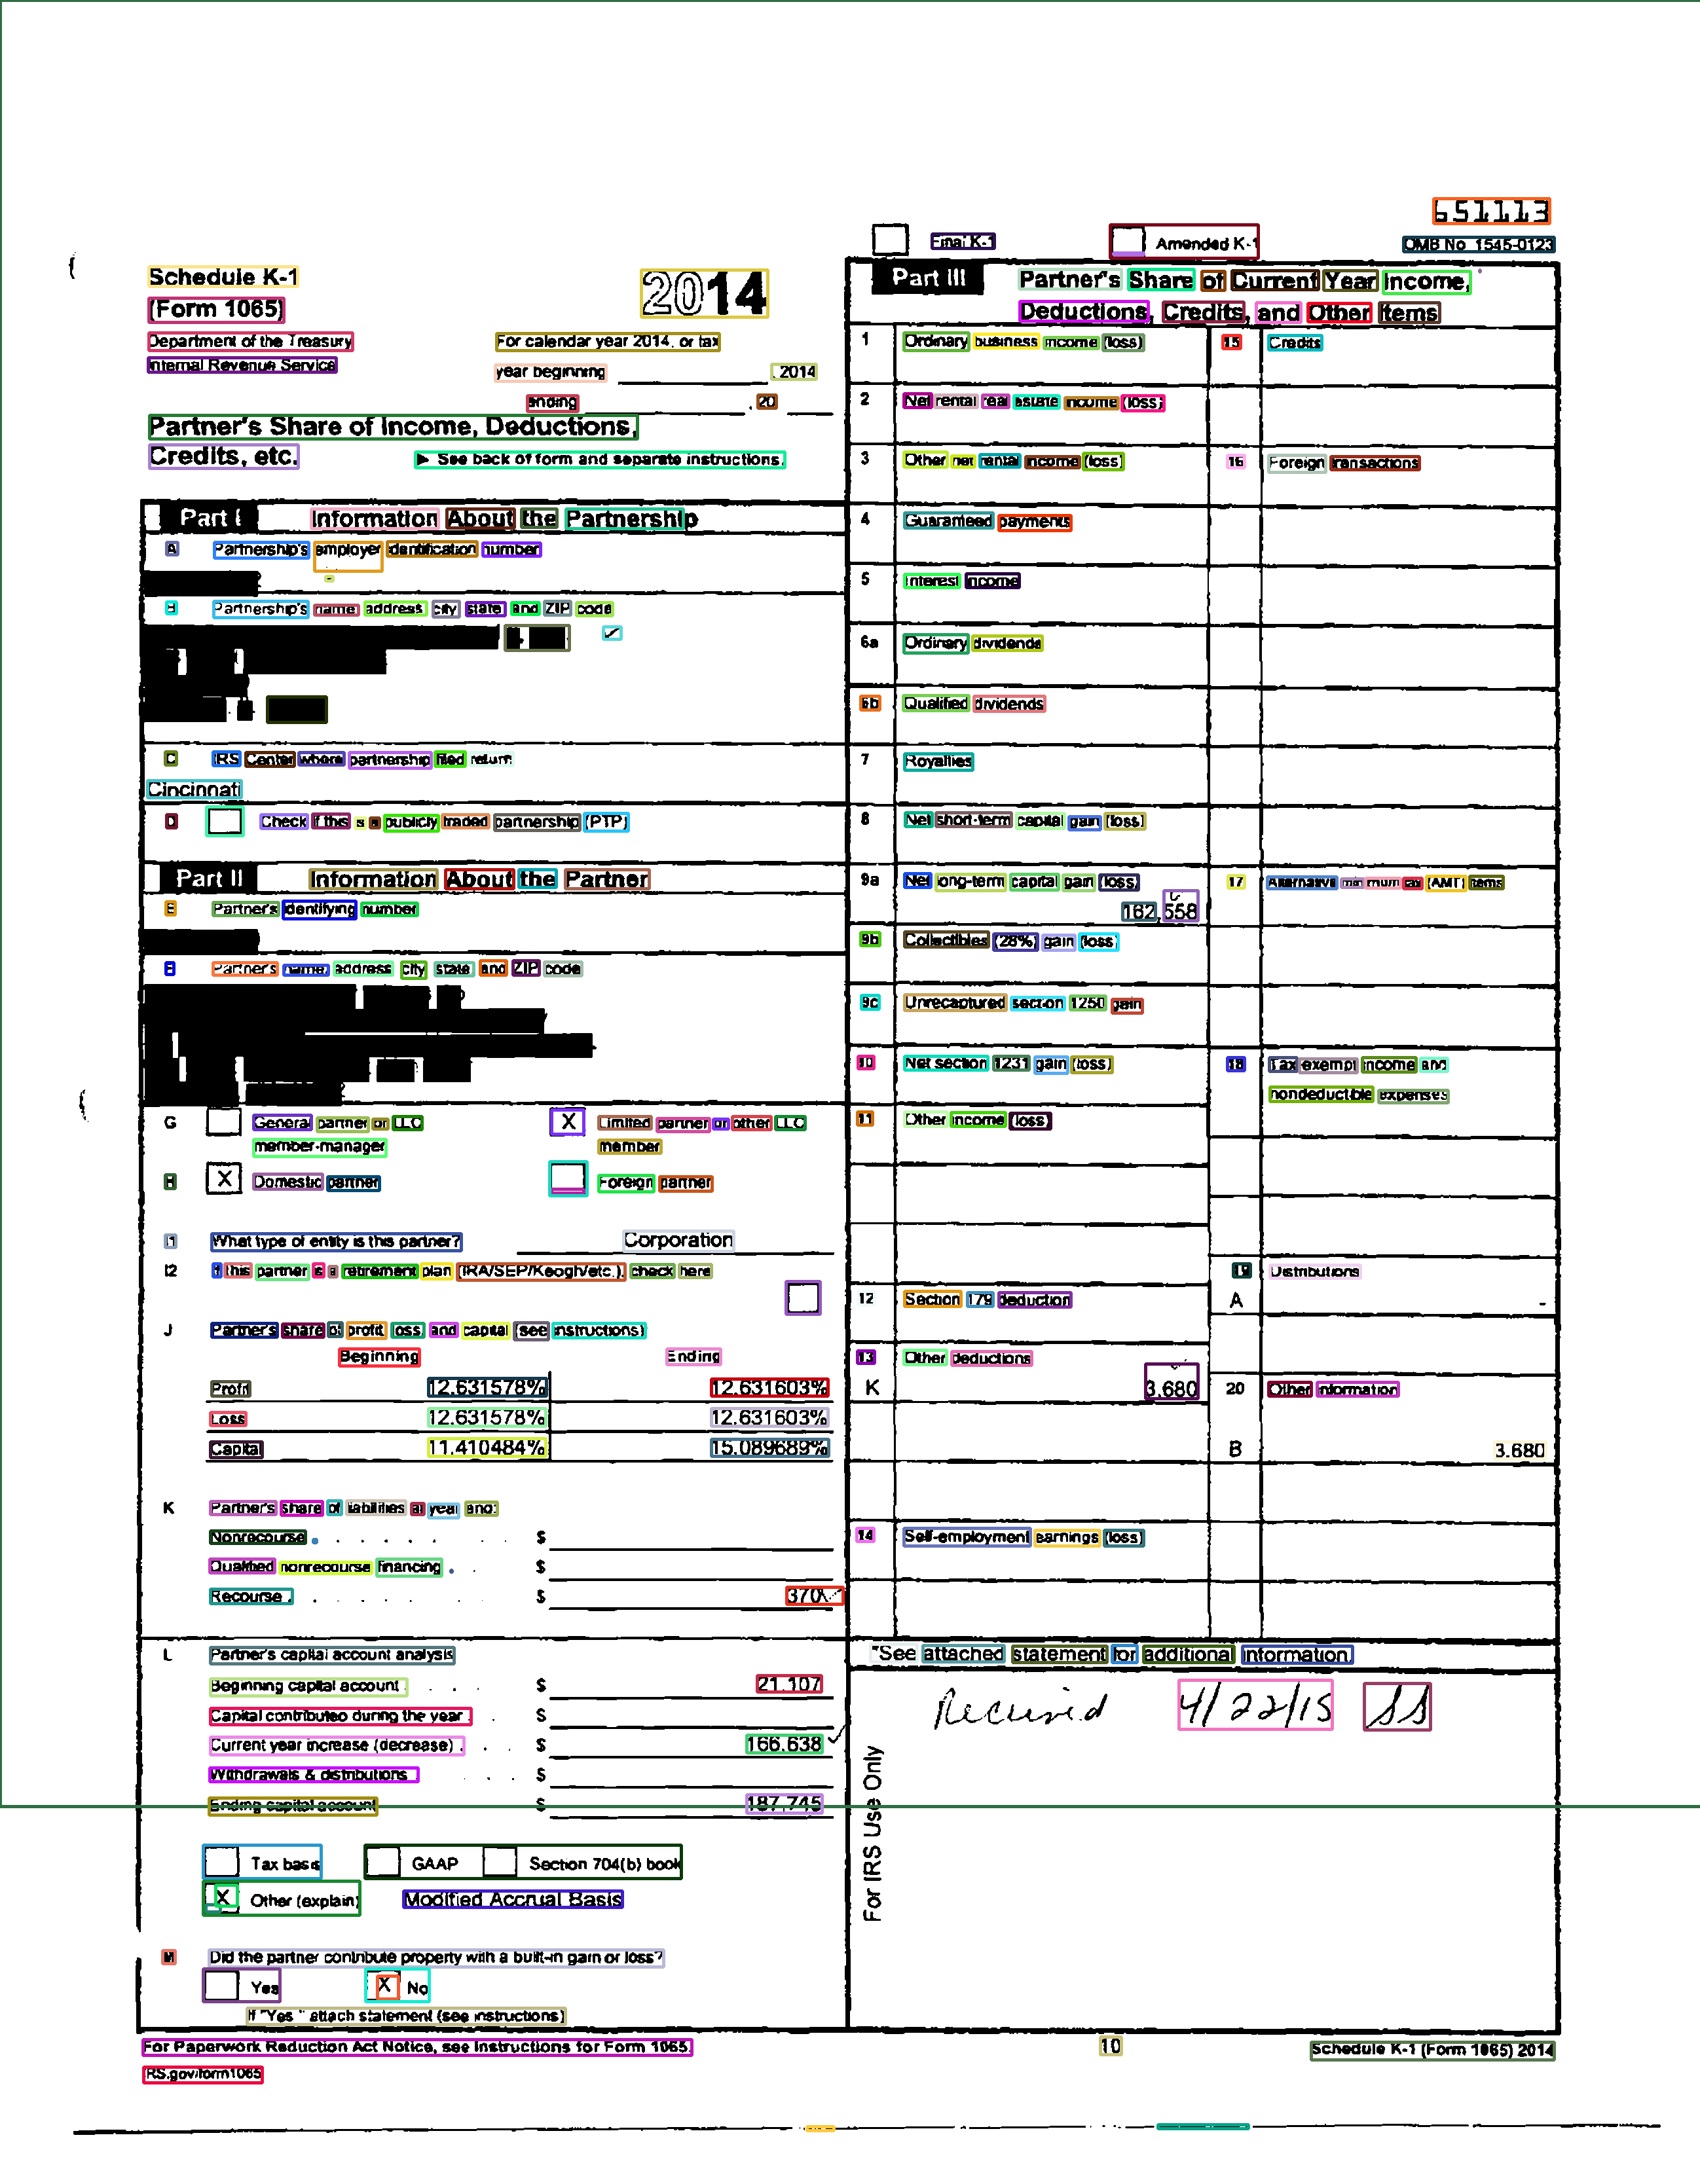 651113
Final K-1
Amended K-1
OMB No 1545-0123
Schedule K-1
(Form 1065)
2014
Department of the Treasury
Internal Revenue Service
For calendar year 2014, or tax
year beginning , 2014
ending , 20
Partner's Share of Income, Deductions,
Credits, etc.
► See back of form and separate instructions.
Part I Information About the Partnership
A Partnership's employer identification number
B Partnership's name address city state and ZIP code
C IRS Center where partnership filed return
Cincinnati
D Check if this is a publicly traded partnership (PTP)
Part II Information About the Partner
E Partner's identifying number
Partner's name, address city state and ZIP code
G General partner or LLC member-manager
X Limited partner or other LLC member
H X Domestic partner
Foreign partner
I1 What type of entity is this partner? Corporation
I2 If this partner is a retirement plan (IRA/SEP/Keogh/etc.), check here
J Partner's share of profit, loss and capital (see instructions)
Beginning Ending
Profit 12.631578% 12.631603%
Loss 12.631578% 12.631603%
Capital 11.410484% 15.089689%
K Partner's share of liabilities at year end:
Nonrecourse . . . . . . . . $
Qualified nonrecourse financing . . $
Recourse . . . . . . . $ 370
L Partner's capital account analysis
Beginning capital account . . . . $ 21,107
Capital contributed during the year . . $
Current year increase (decrease) . . . $ 166,638
Withdrawals & distributions . . . $
Ending capital account $ 187,745
Tax basis GAAP Section 704(b) book
X Other (explain) Modified Accrual Basis
M Did the partner contribute property with a built-in gain or loss?
Yes X No
If "Yes " attach statement (see instructions)
Part III Partner's Share of Current Year Income,
Deductions, Credits, and Other Items
1 Ordinary business income (loss)
15 Credits
2 Net rental real estate income (loss)
3 Other net rental income (loss)
16 Foreign transactions
4 Guaranteed payments
5 Interest income
6a Ordinary dividends
6b Qualified dividends
7 Royalties
8 Net short-term capital gain (loss)
9a Net long-term capital gain (loss)
162,558
17 Alternative minimum tax (AMT) items
9b Collectibles (28%) gain (loss)
9c Unrecaptured section 1250 gain
10 Net section 1231 gain (loss)
18 Tax exempt income and
nondeductible expenses
11 Other income (loss)
19 Distributions
12 Section 179 deduction
A -
13 Other deductions
K 3,680
20 Other information
B 3,680
14 Self-employment earnings (loss)
*See attached statement for additional information.
For IRS Use Only
Received 4/22/15 SS
For Paperwork Reduction Act Notice, see Instructions for Form 1065.
10
Schedule K-1 (Form 1065) 2014
IRS.gov/form1065